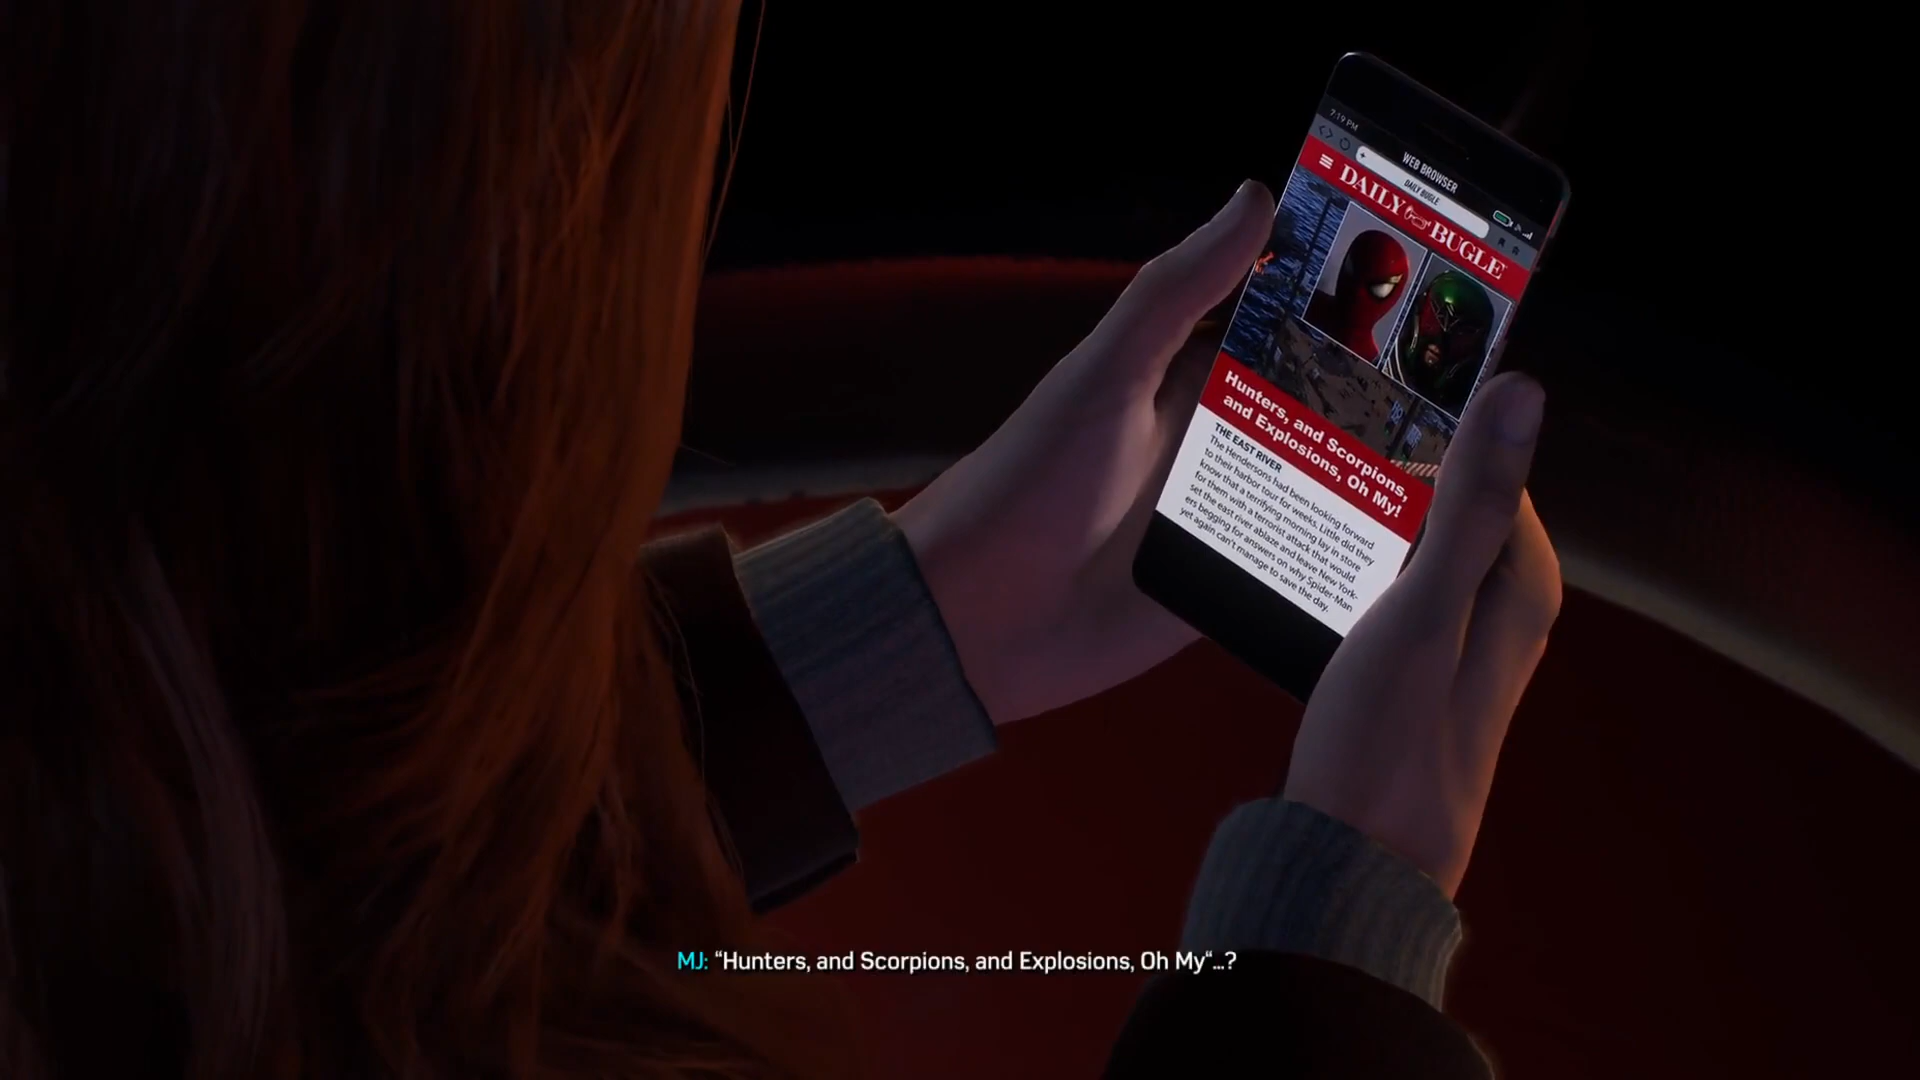 7:19 PM
WEB BROWSER
DAILY BUGLE
DAILY BUGLE
Hunters, and Scorpions,
and Explosions, Oh My!
THE EAST RIVER
The Hendersons had been looking forward
to their harbor tour for weeks. Little did they
know that a terrifying morning lay in store
for them with a terrorist attack that would
set the east river ablaze and leave New York-
ers begging for answers on why Spider-Man
yet again can't manage to save the day.
MJ: “Hunters, and Scorpions, and Explosions, Oh My“...?